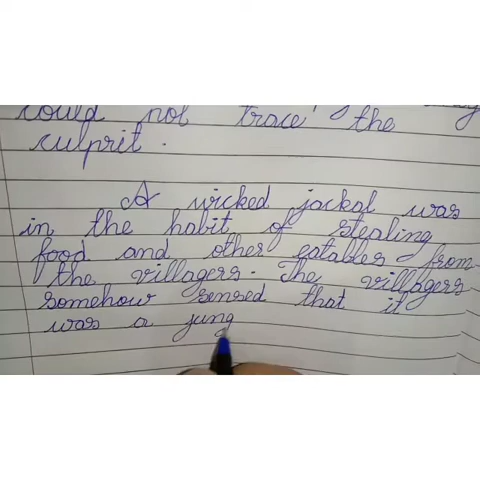 could not trace the
culprit.
A wicked jackal was
in the habit of stealing
food and other eatables from
the villagers. The villagers
somehow sensed that it
was a jung